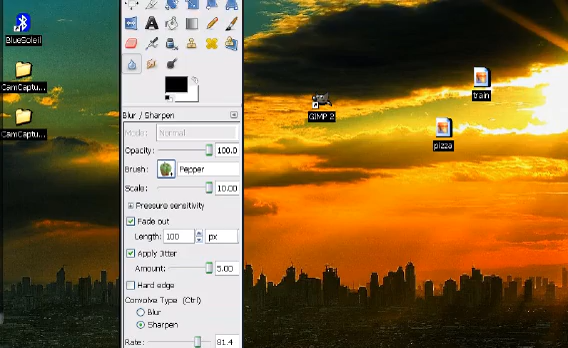 BlueSoleil
CamCaptu...
CamCaptu...
Blur / Sharpen
Mode: Normal
Opacity: 100.0
Brush: Pepper
Scale: 10.00
Pressure sensitivity
Fade out
Length: 100 px
Apply Jitter
Amount: 5.00
Hard edge
Convolve Type (Ctrl)
Blur
Sharpen
Rate: 81.4
GIMP 2
train
pizza